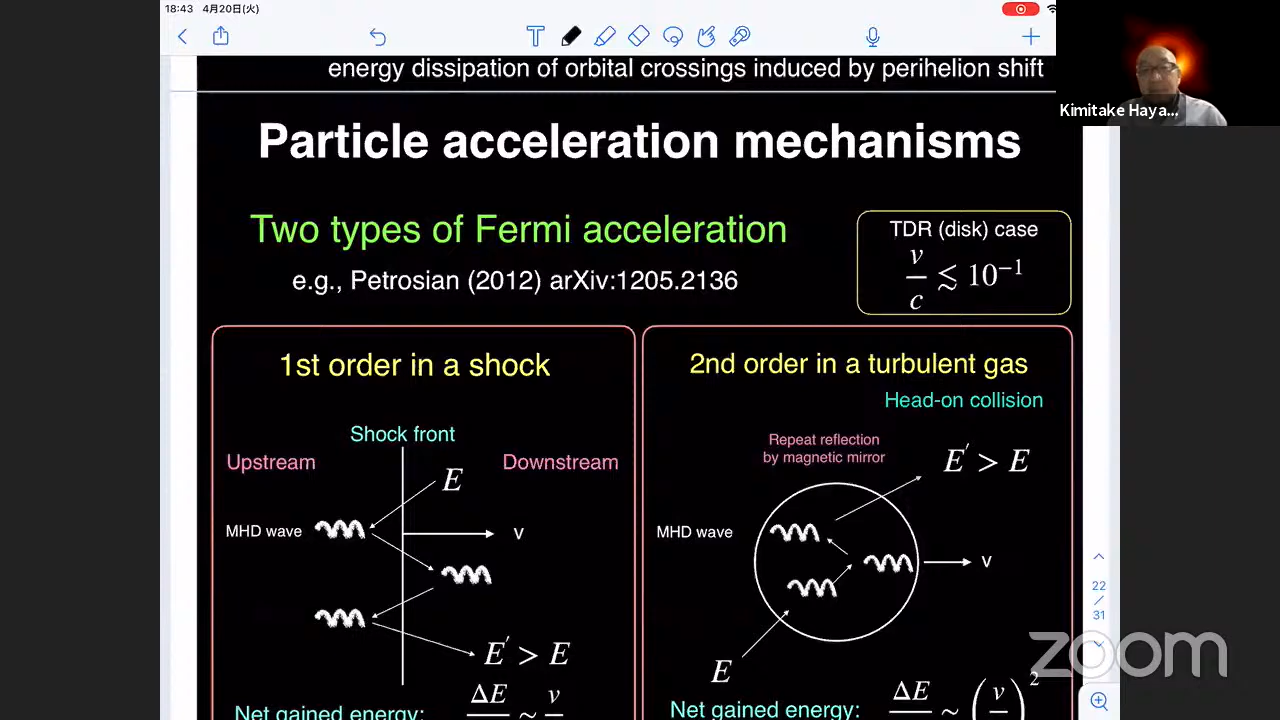 18:43 4月20日(火)
energy dissipation of orbital crossings induced by perihelion shift
Kimitake Haya...
Particle acceleration mechanisms
Two types of Fermi acceleration
e.g., Petrosian (2012) arXiv:1205.2136
TDR (disk) case
v/c ≲ 10⁻¹
1st order in a shock
Shock front
Upstream
Downstream
E
MHD wave
v
E′ > E
Net gained energy:
ΔE
~
v
2nd order in a turbulent gas
Head-on collision
Repeat reflection
by magnetic mirror
E′ > E
MHD wave
v
E
Net gained energy:
ΔE
~ (v)²
22
/
31
zoom